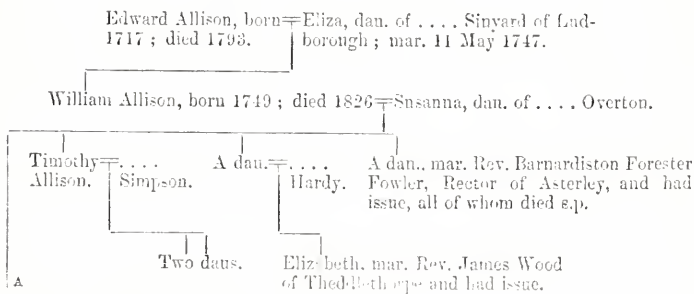 Edward Allison, born = Eliza, dau. of . . . . Sinyard of Lud-
1717 ; died 1793. borough ; mar. 11 May 1747.
William Allison, born 1749 ; died 1826 = Susanna, dau. of . . . . Overton.
Timothy = . . . . A dau. = . . . . A dau., mar. Rev. Barnardiston Forester
Allison. Simpson. Hardy. Fowler, Rector of Asterley, and had
issue, all of whom died s.p.
Two daus. Elizabeth, mar. Rev. James Wood
A of Theddlethorpe and had issue.